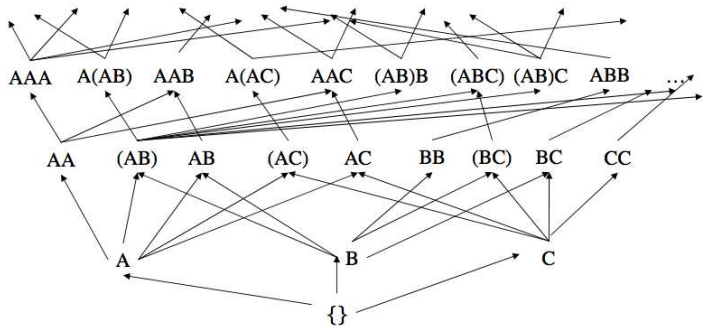 AAA A(AB) AAB A(AC) AAC (AB)B (ABC) (AB)C ABB ...
AA (AB) AB (AC) AC BB (BC) BC CC
A B C
{}